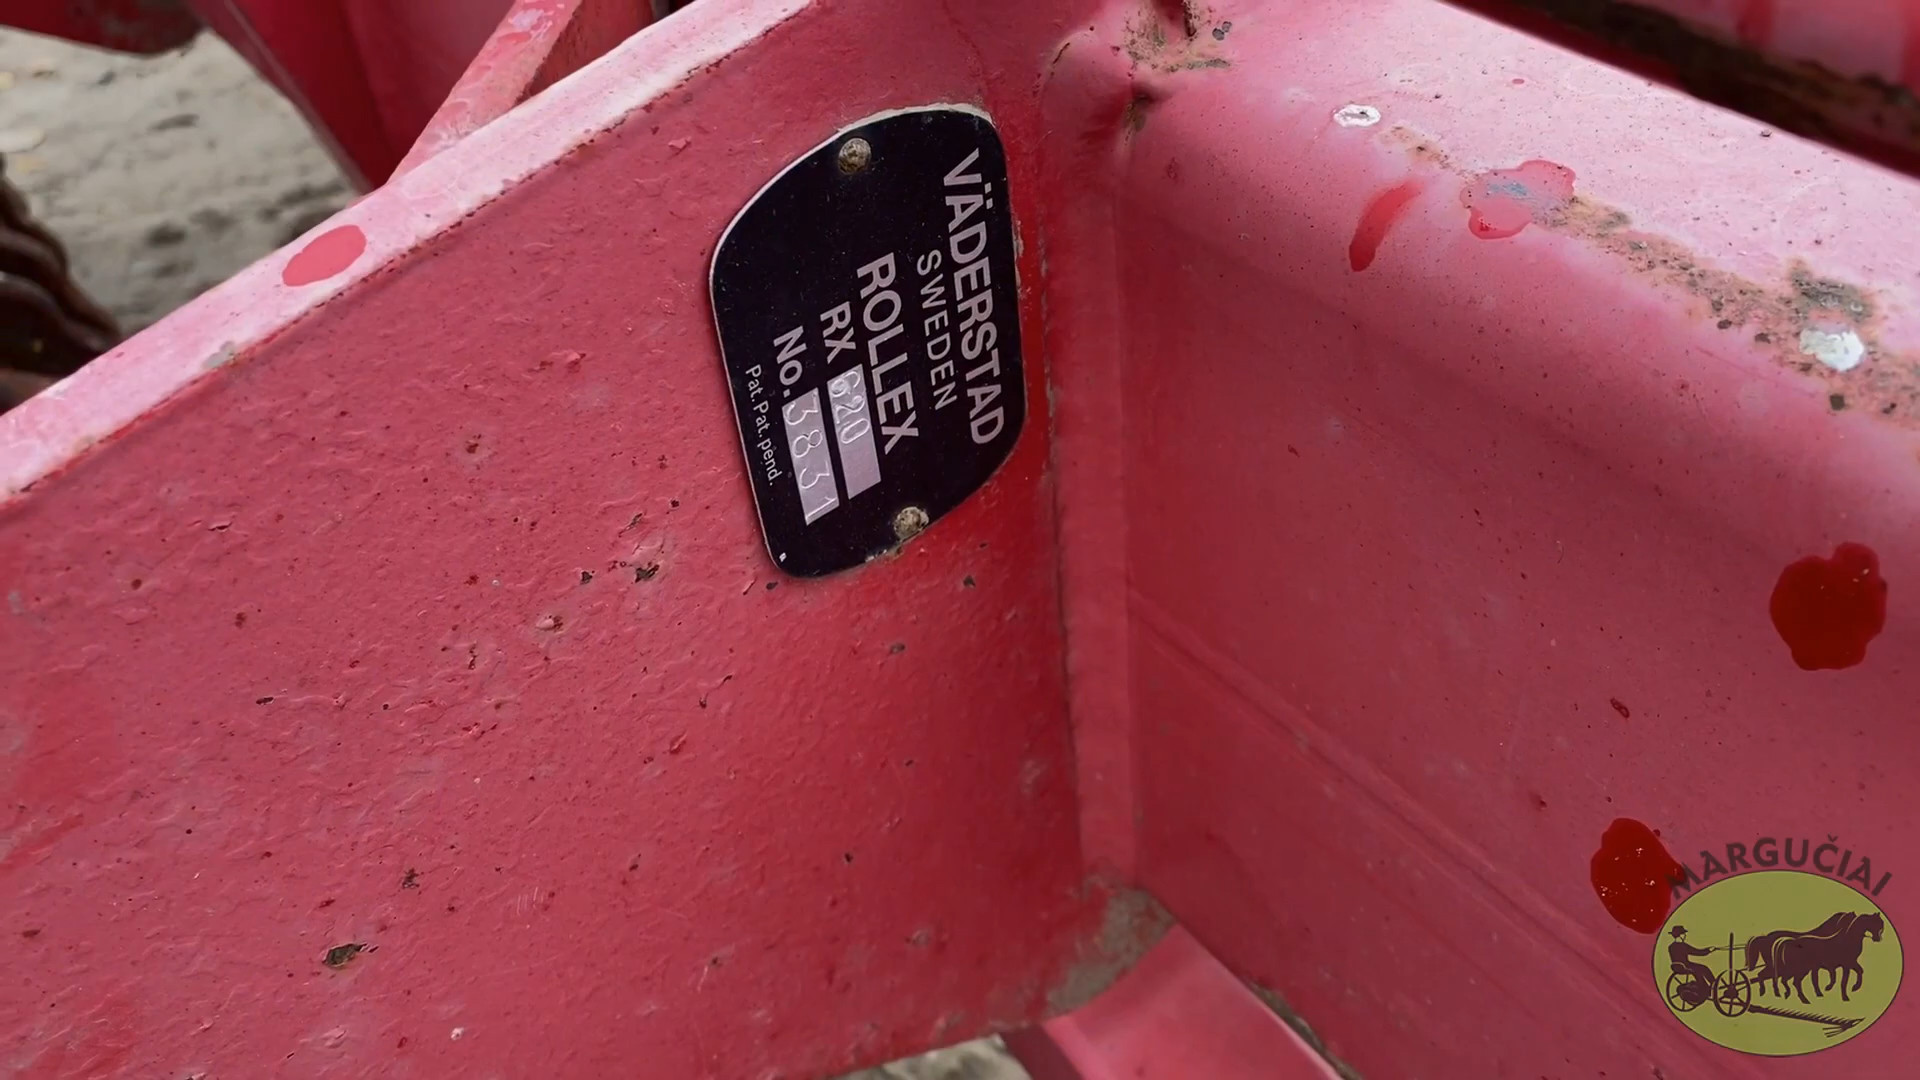 VÄDERSTAD
SWEDEN
ROLLEX
RX 620
No. 3831
Pat. Pat. pend.
MARGUČIAI